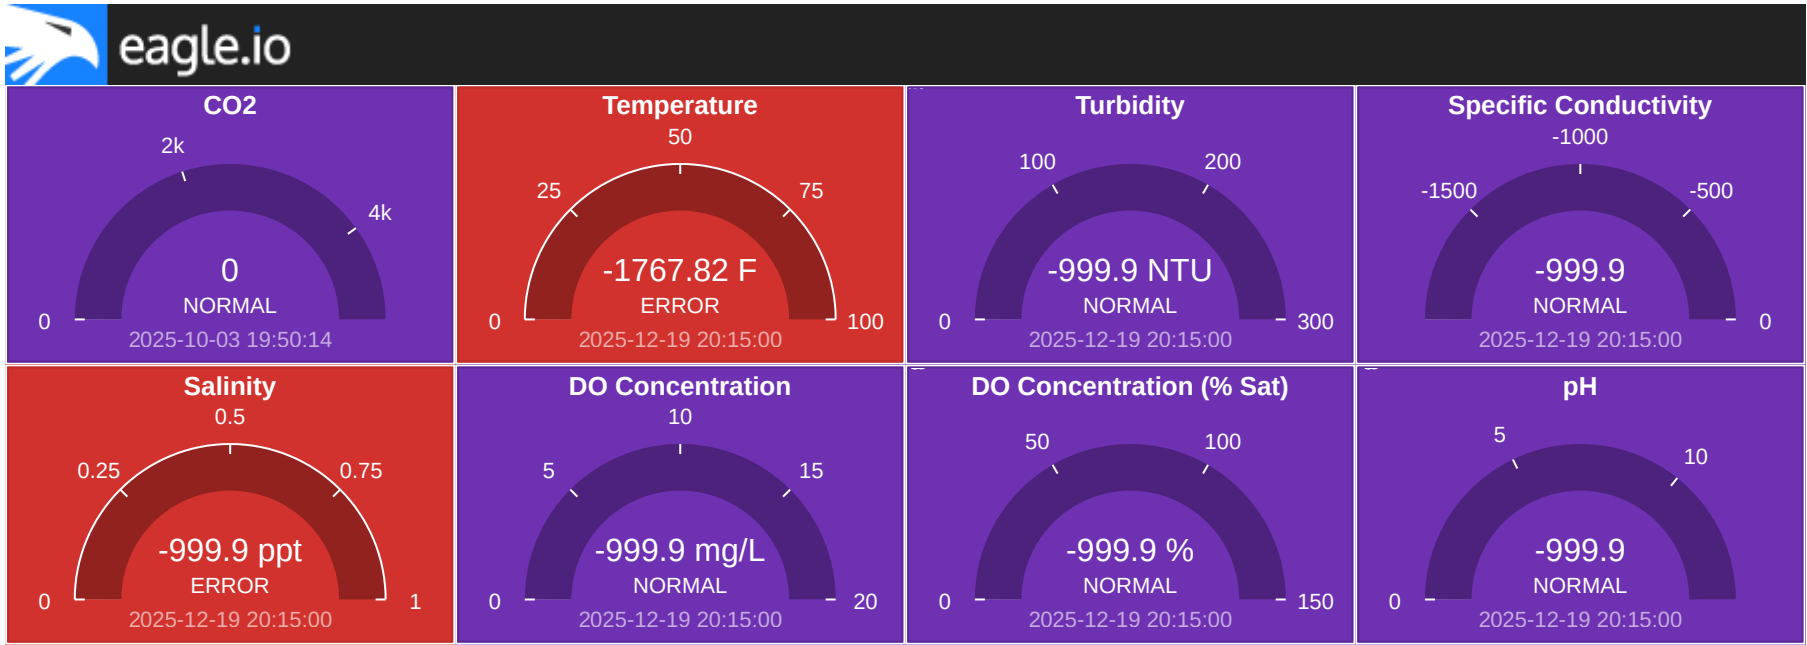 eagle.io
CO2
2k
4k
0
0
NORMAL
2025-10-03 19:50:14
Temperature
50
25
75
-1767.82 F
ERROR
0
100
2025-12-19 20:15:00
Turbidity
100
200
-999.9 NTU
NORMAL
0
300
2025-12-19 20:15:00
Specific Conductivity
-1000
-1500
-500
-999.9
NORMAL
0
2025-12-19 20:15:00
Salinity
0.5
0.25
0.75
-999.9 ppt
ERROR
0
1
2025-12-19 20:15:00
DO Concentration
10
5
15
-999.9 mg/L
NORMAL
0
20
2025-12-19 20:15:00
DO Concentration (% Sat)
50
100
-999.9 %
NORMAL
0
150
2025-12-19 20:15:00
pH
5
10
-999.9
NORMAL
0
2025-12-19 20:15:00